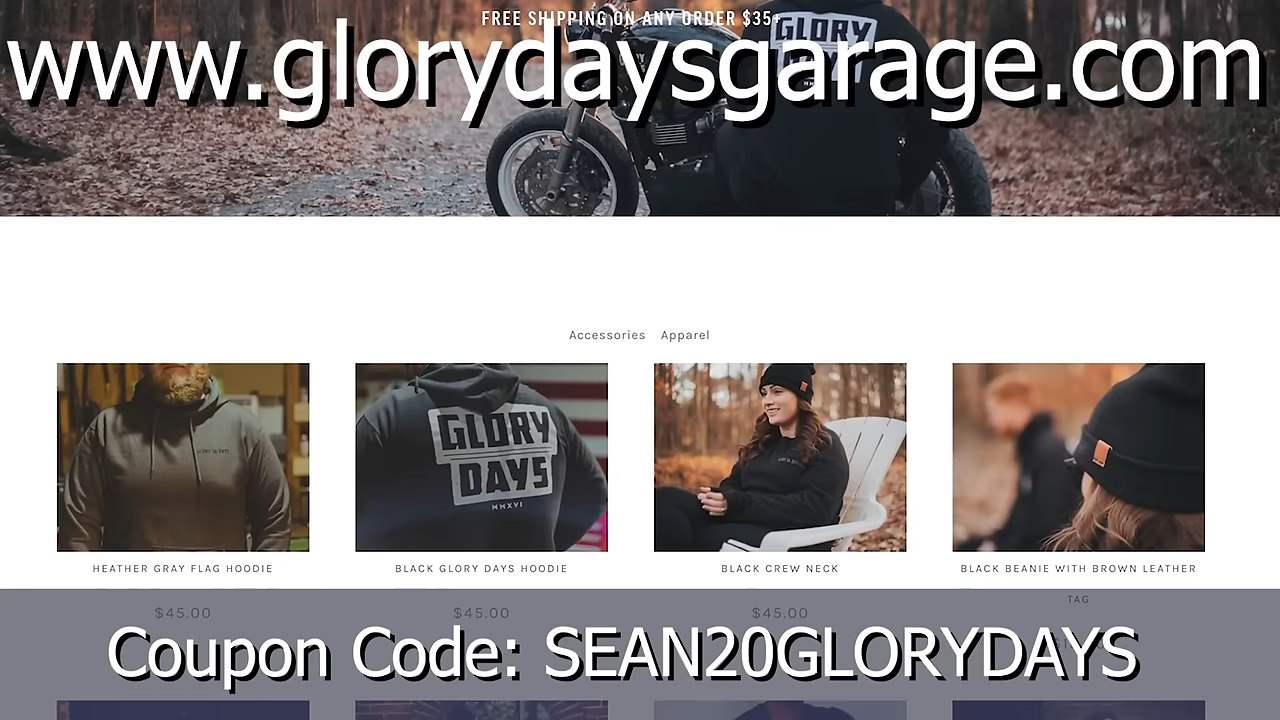 FREE SHIPPING ON ANY ORDER $35+
www.glorydaysgarage.com
GLORY
Accessories Apparel
GLORY
DAYS
MMXVI
HEATHER GRAY FLAG HOODIE
BLACK GLORY DAYS HOODIE
BLACK CREW NECK
BLACK BEANIE WITH BROWN LEATHER
TAG
$45.00
$45.00
$45.00
Coupon Code: SEAN20GLORYDAYS